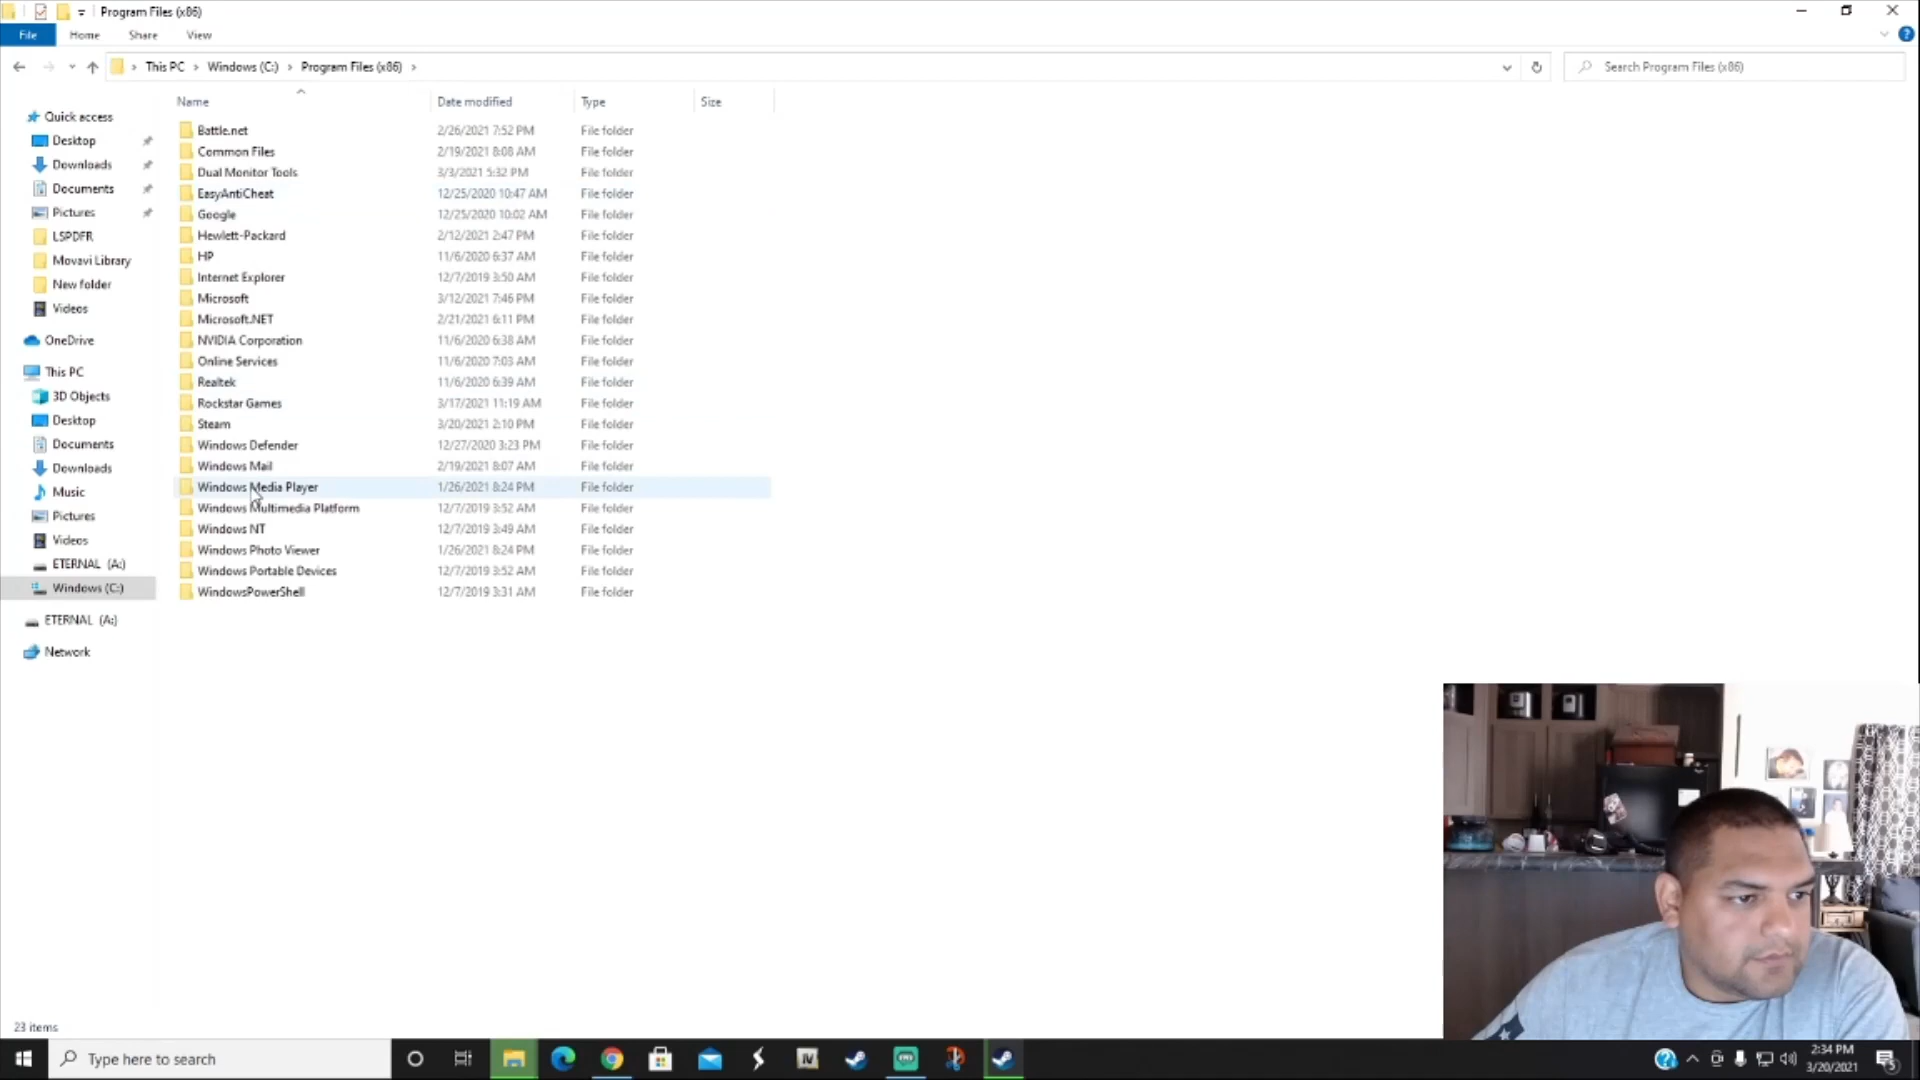 Program Files (x86)
File Home Share View
This PC Windows (C:) Program Files (x86)
Search Program Files (x86)
Name Date modified Type Size
Quick access
Desktop
Downloads
Documents
Pictures
LSPDFR
Movavi Library
New folder
Videos
OneDrive
This PC
3D Objects
Desktop
Documents
Downloads
Music
Pictures
Videos
ETERNAL (A:)
Windows (C:)
ETERNAL (A:)
Network
Battle.net 2/26/2021 7:52 PM File folder
Common Files 2/19/2021 8:08 AM File folder
Dual Monitor Tools 3/3/2021 5:32 PM File folder
EasyAntiCheat 12/25/2020 10:47 AM File folder
Google 12/25/2020 10:02 AM File folder
Hewlett-Packard 2/12/2021 2:47 PM File folder
HP 11/6/2020 6:37 AM File folder
Internet Explorer 12/7/2019 3:50 AM File folder
Microsoft 3/12/2021 7:46 PM File folder
Microsoft.NET 2/21/2021 6:11 PM File folder
NVIDIA Corporation 11/6/2020 6:38 AM File folder
Online Services 11/6/2020 7:03 AM File folder
Realtek 11/6/2020 6:39 AM File folder
Rockstar Games 3/17/2021 11:19 AM File folder
Steam 3/20/2021 2:10 PM File folder
Windows Defender 12/27/2020 3:23 PM File folder
Windows Mail 2/19/2021 8:07 AM File folder
Windows Media Player 1/26/2021 8:24 PM File folder
Windows Multimedia Platform 12/7/2019 3:52 AM File folder
Windows NT 12/7/2019 3:49 AM File folder
Windows Photo Viewer 1/26/2021 8:24 PM File folder
Windows Portable Devices 12/7/2019 3:52 AM File folder
WindowsPowerShell 12/7/2019 3:31 AM File folder
23 items
Type here to search
IV
2:34 PM
3/20/2021
5